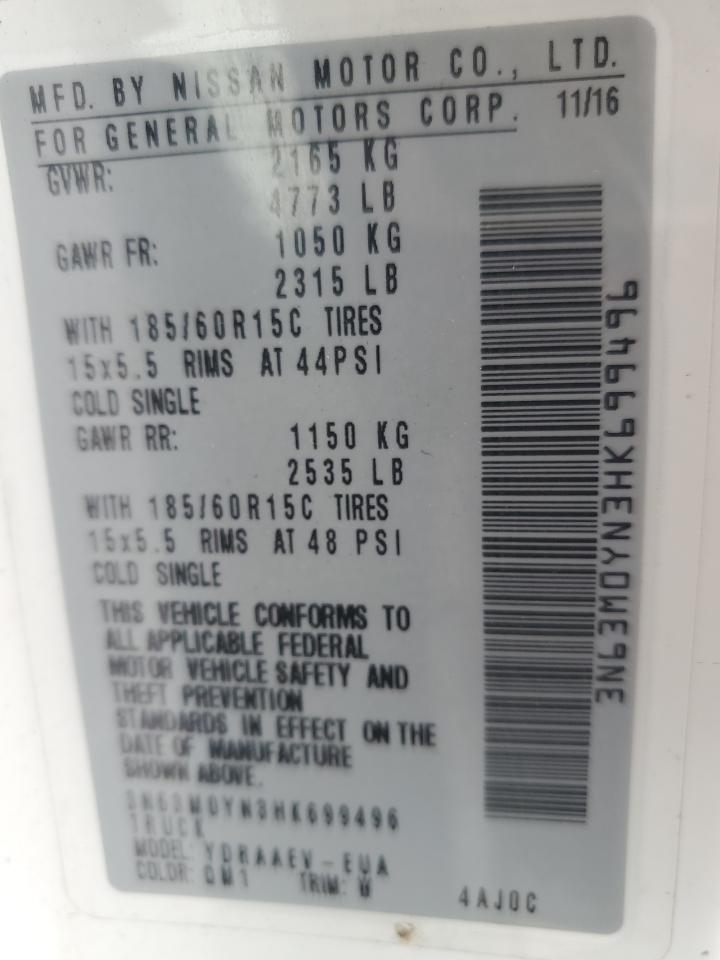 MFD. BY NISSAN MOTOR CO., LTD.
FOR GENERAL MOTORS CORP. 11/16
GVWR: 2165 KG
4773 LB
GAWR FR: 1050 KG
2315 LB
WITH 185/60R15C TIRES
15x5.5 RIMS AT 44PSI
COLD SINGLE
GAWR RR: 1150 KG
2535 LB
WITH 185/60R15C TIRES
15x5.5 RIMS AT 48 PSI
COLD SINGLE
THIS VEHICLE CONFORMS TO
ALL APPLICABLE FEDERAL
MOTOR VEHICLE SAFETY AND
THEFT PREVENTION
STANDARDS IN EFFECT ON THE
DATE OF MANUFACTURE
SHOWN ABOVE.
3N63M0YN3HK699496
TRUCK
MODEL: YDRAAEV-EUA
COLOR: QM1 TRIM: W
4AJ0C
3N63M0YN3HK699496